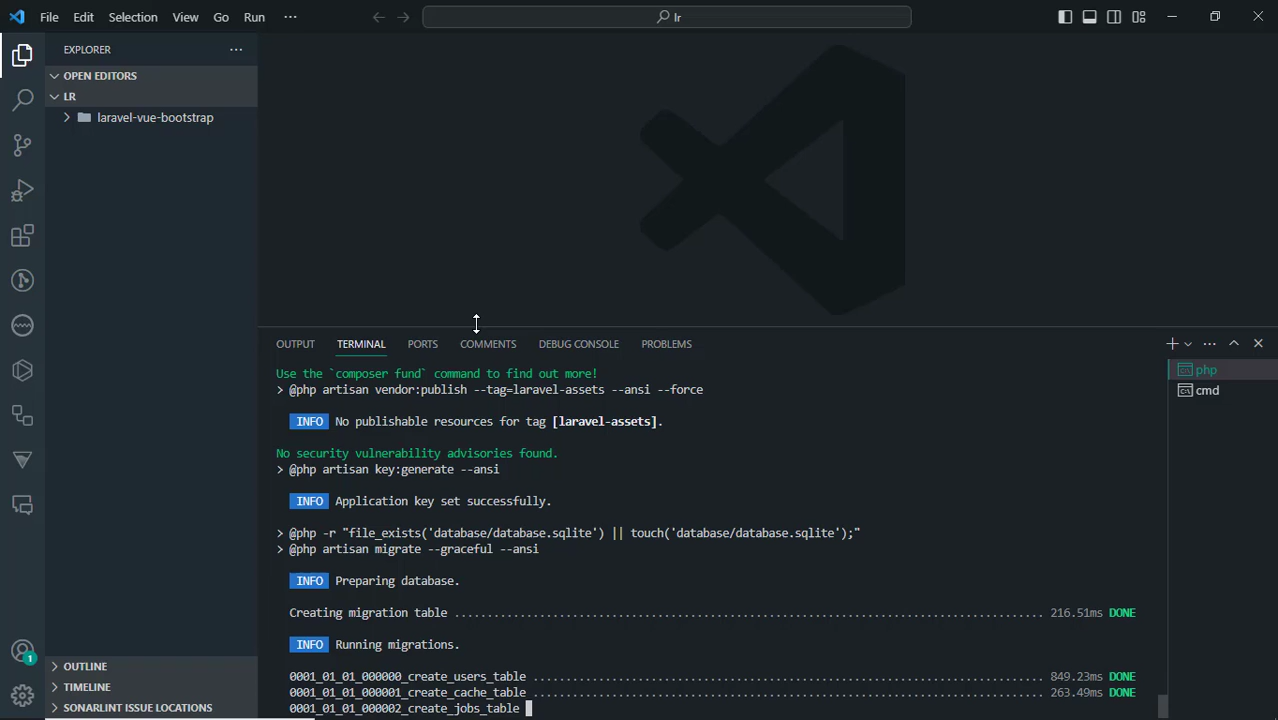 File Edit Selection View Go Run ··· lr
EXPLORER ···
OPEN EDITORS
LR
laravel-vue-bootstrap
OUTPUT TERMINAL PORTS COMMENTS DEBUG CONSOLE PROBLEMS
php
cmd
Use the `composer fund` command to find out more!
> @php artisan vendor:publish --tag=laravel-assets --ansi --force
INFO No publishable resources for tag [laravel-assets].
No security vulnerability advisories found.
> @php artisan key:generate --ansi
INFO Application key set successfully.
> @php -r "file_exists('database/database.sqlite') || touch('database/database.sqlite');"
> @php artisan migrate --graceful --ansi
INFO Preparing database.
Creating migration table ........................................................................................... 216.51ms DONE
INFO Running migrations.
0001_01_01_000000_create_users_table ............................................................................... 849.23ms DONE
0001_01_01_000001_create_cache_table ............................................................................... 263.49ms DONE
0001_01_01_000002_create_jobs_table
1
OUTLINE
TIMELINE
SONARLINT ISSUE LOCATIONS